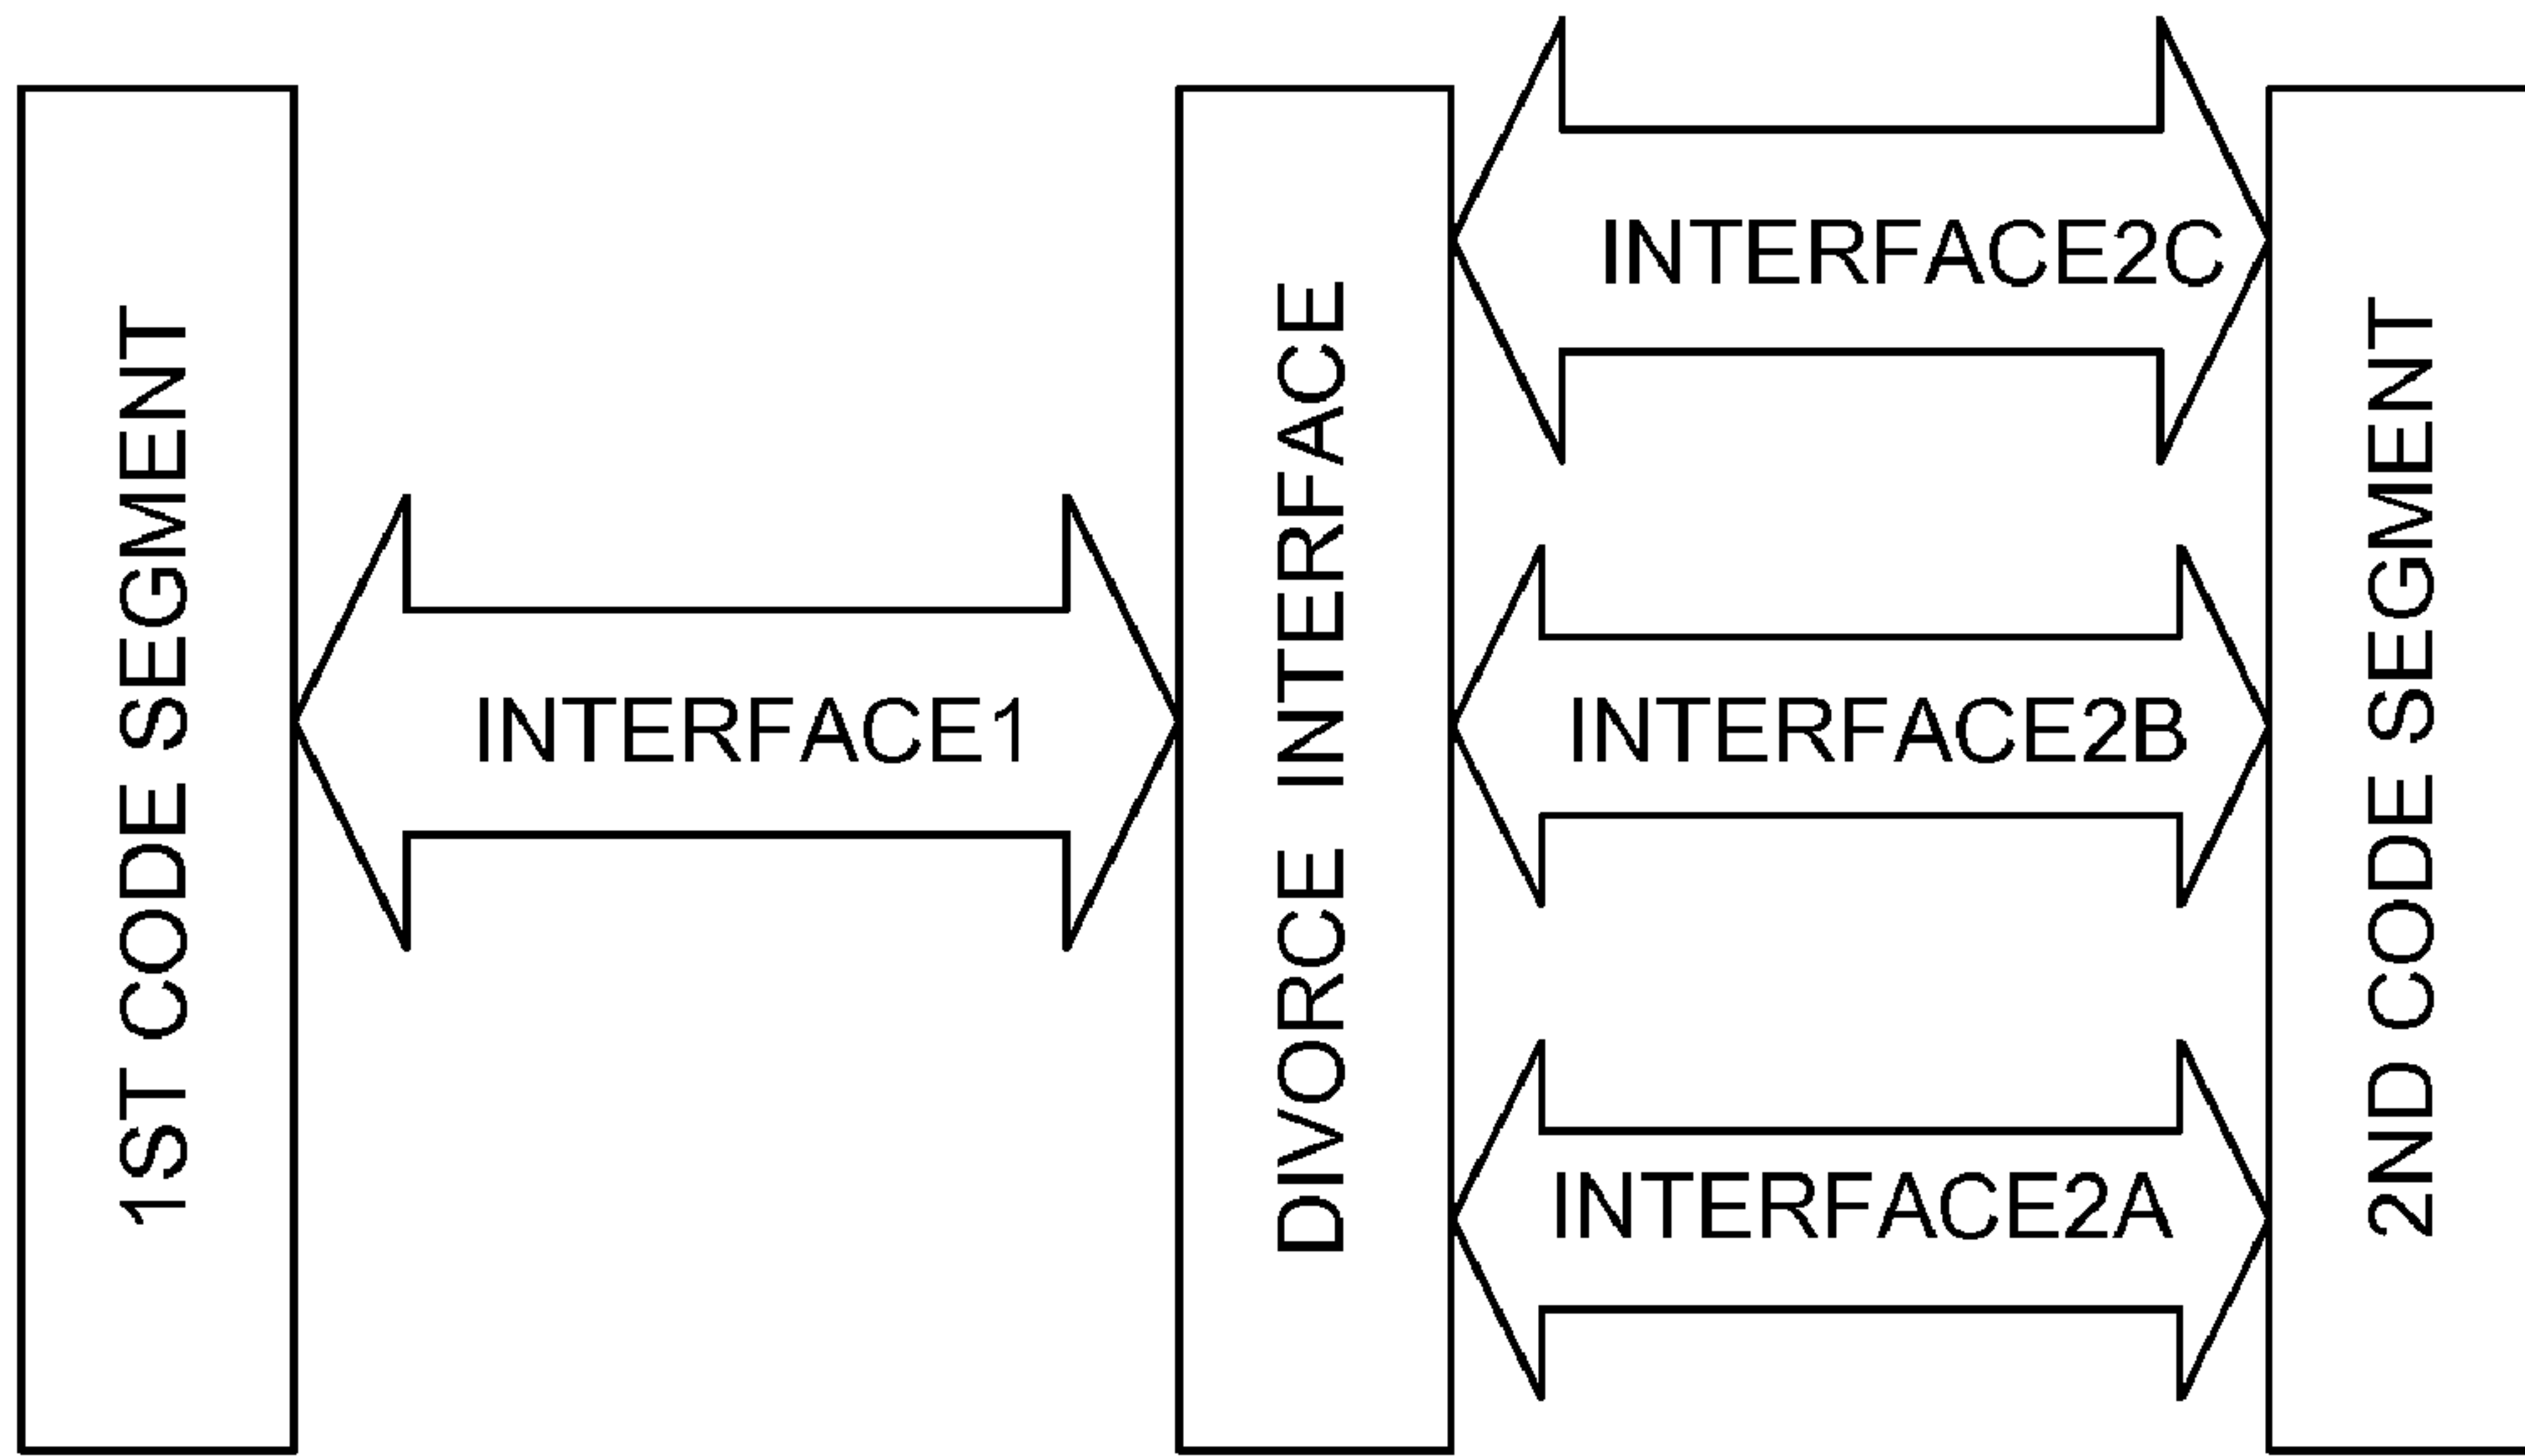 1ST CODE SEGMENT
INTERFACE1
DIVORCE INTERFACE
INTERFACE2C
INTERFACE2B
INTERFACE2A
2ND CODE SEGMENT